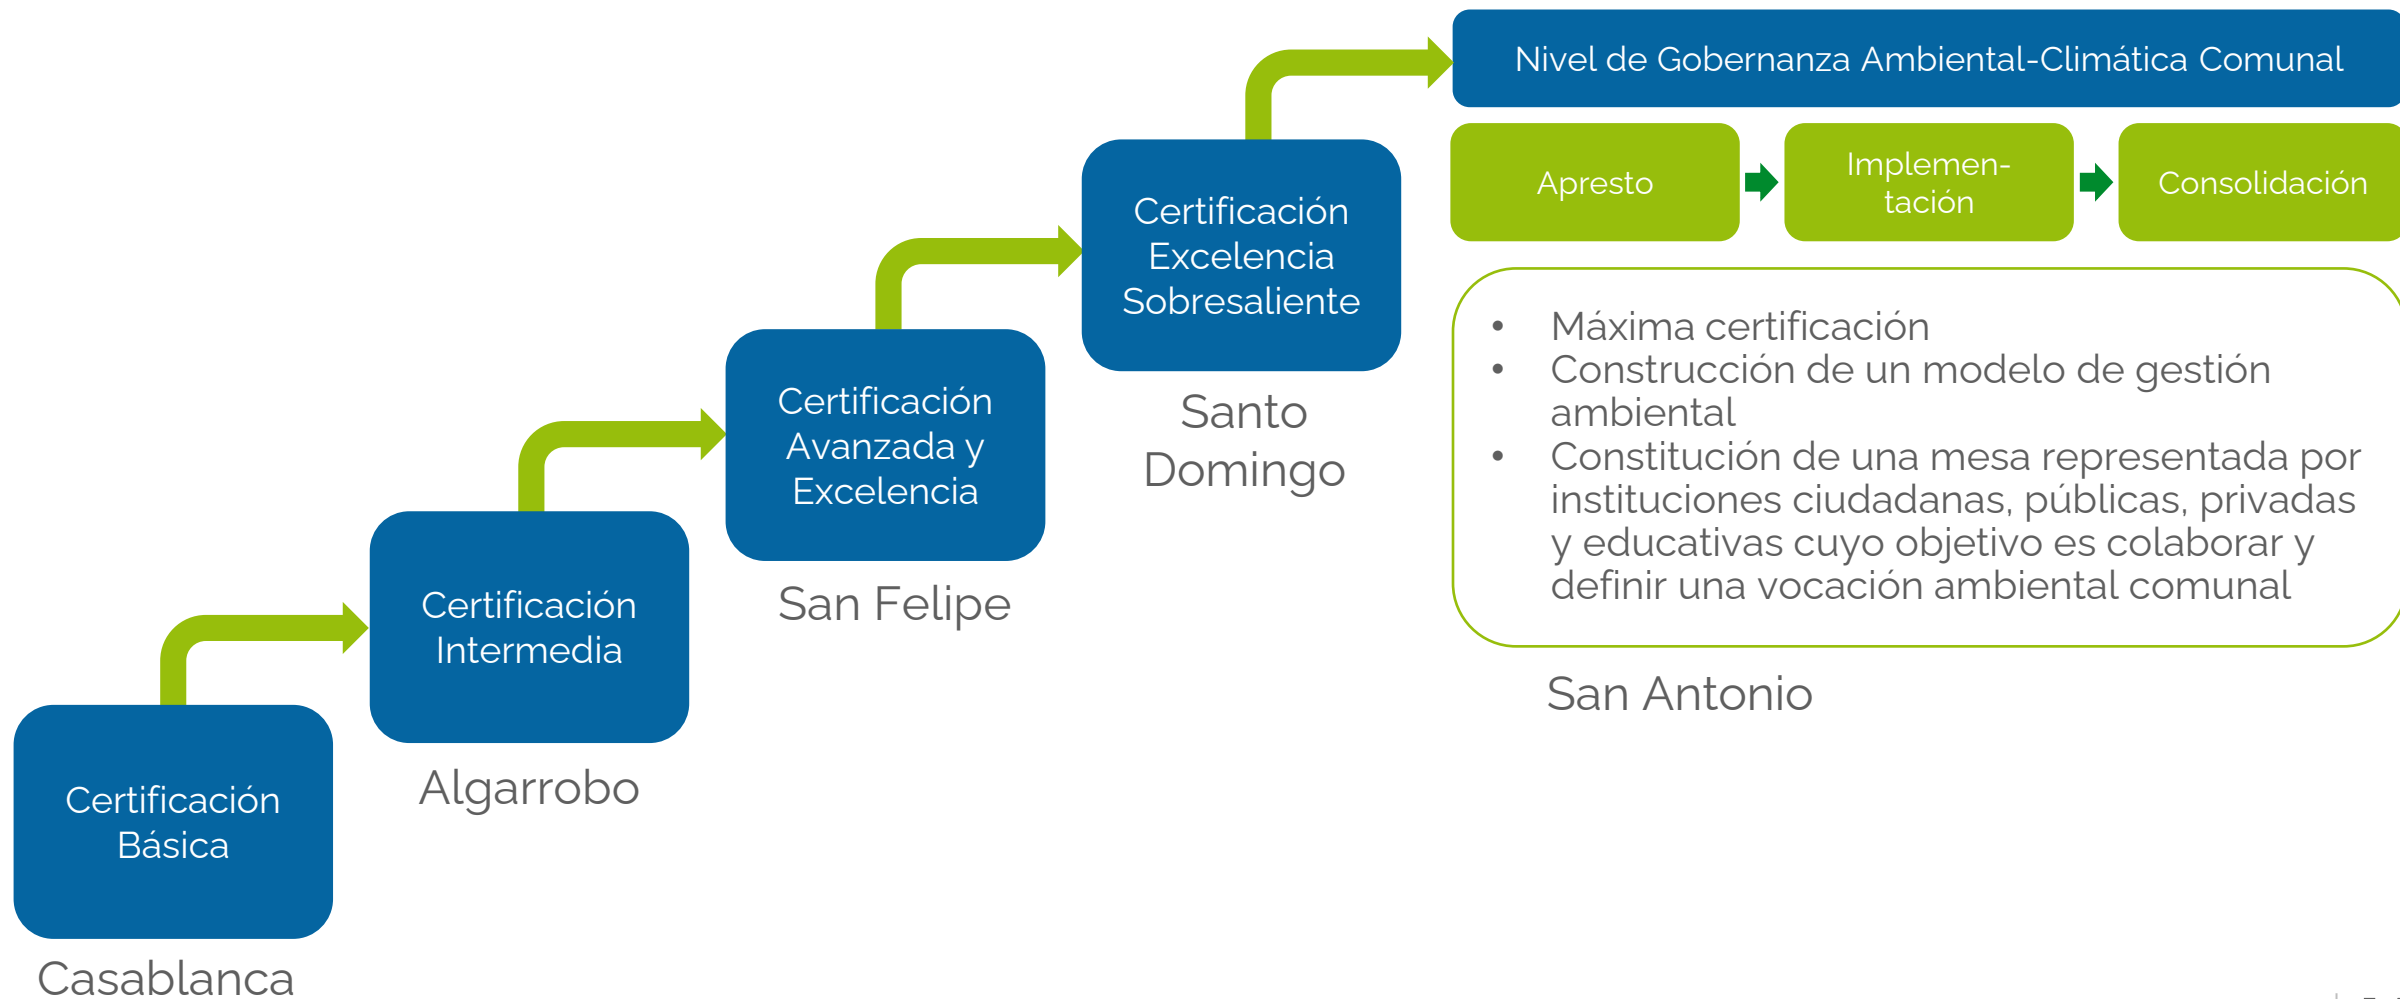 Nivel de Gobernanza Ambiental-Climática Comunal
Apresto
Implemen-
tación
Consolidación
Certificación
Excelencia
Sobresaliente
Santo
Domingo
• Máxima certificación
• Construcción de un modelo de gestión
ambiental
• Constitución de una mesa representada por
instituciones ciudadanas, públicas, privadas
y educativas cuyo objetivo es colaborar y
definir una vocación ambiental comunal
San Antonio
Certificación
Avanzada y
Excelencia
San Felipe
Certificación
Intermedia
Algarrobo
Certificación
Básica
Casablanca